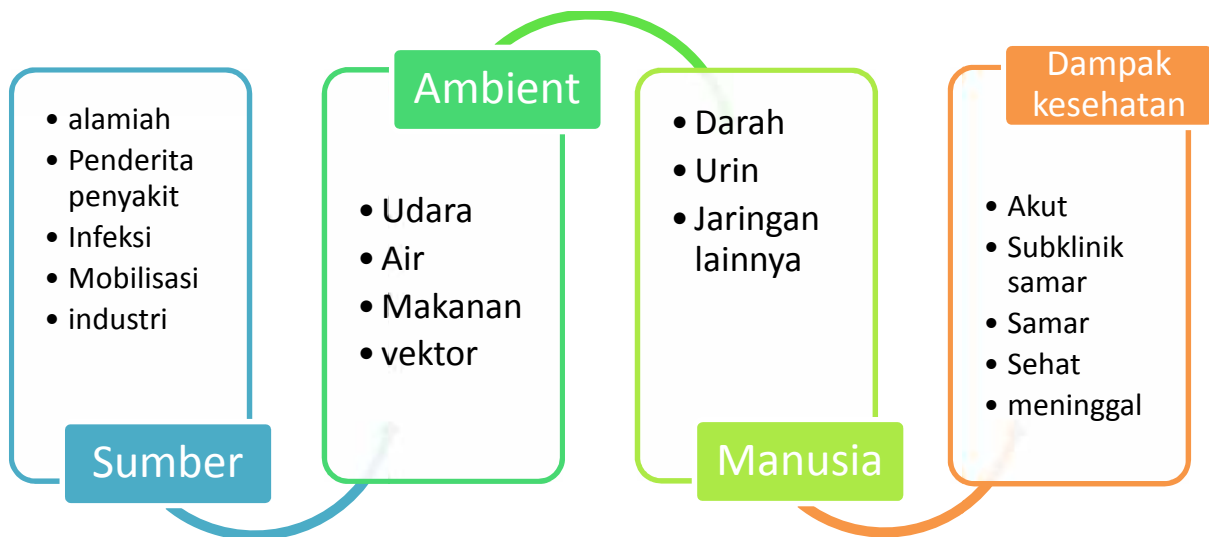 • alamiah
• Penderita
penyakit
• Infeksi
• Mobilisasi
• industri
Sumber
Ambient
• Udara
• Air
• Makanan
• vektor
• Darah
• Urin
• Jaringan
lainnya
Manusia
Dampak
kesehatan
• Akut
• Subklinik
samar
• Samar
• Sehat
• meninggal